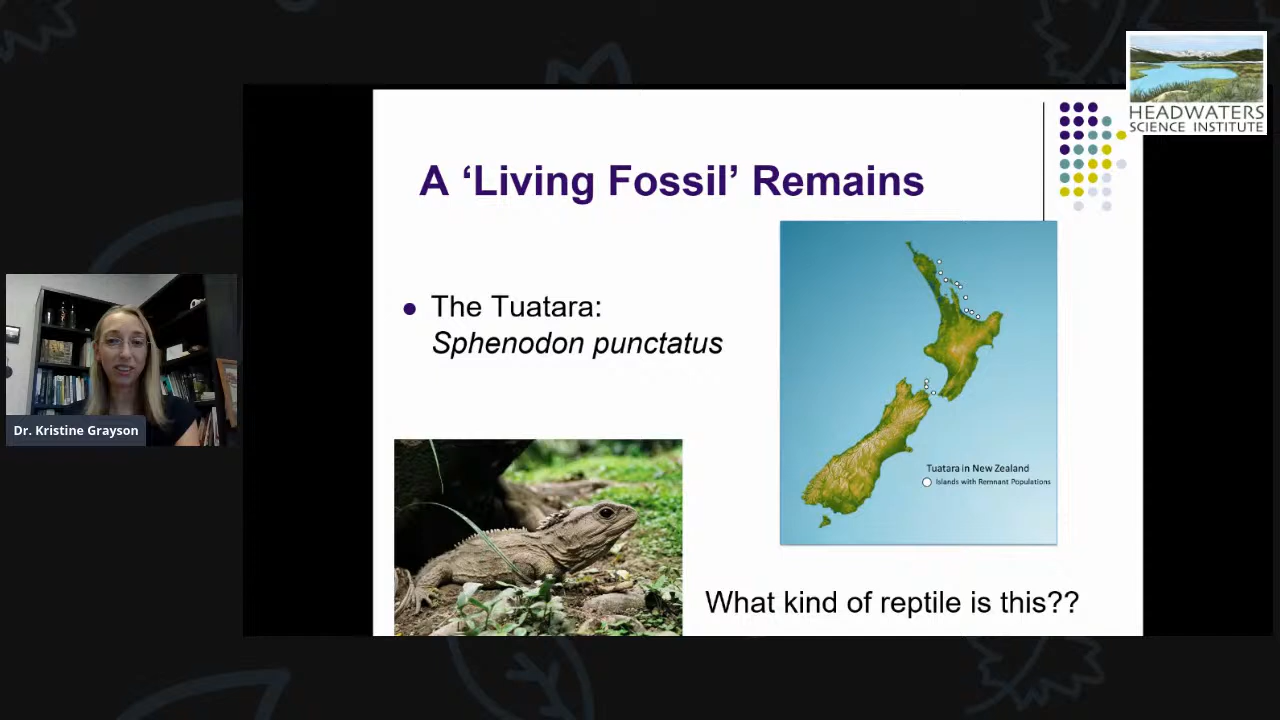 HEADWATERS
SCIENCE INSTITUTE
A ‘Living Fossil’ Remains
The Tuatara:
Sphenodon punctatus
Dr. Kristine Grayson
Tuatara in New Zealand
Islands with Remnant Populations
What kind of reptile is this??